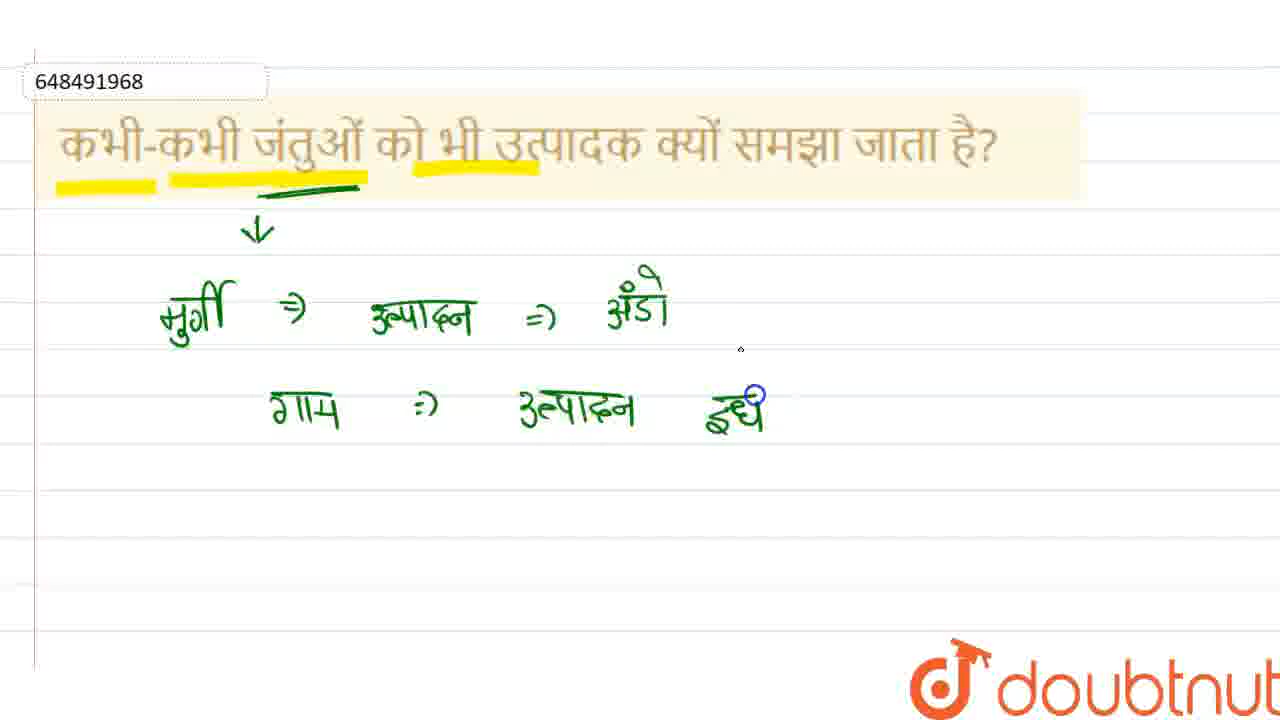 648491968
कभी-कभी जंतुओं को भी उत्पादक क्यों समझा जाता है?
मुर्गी => उत्पादन => अंडो
गाय => उत्पादन दुध
doubtnut